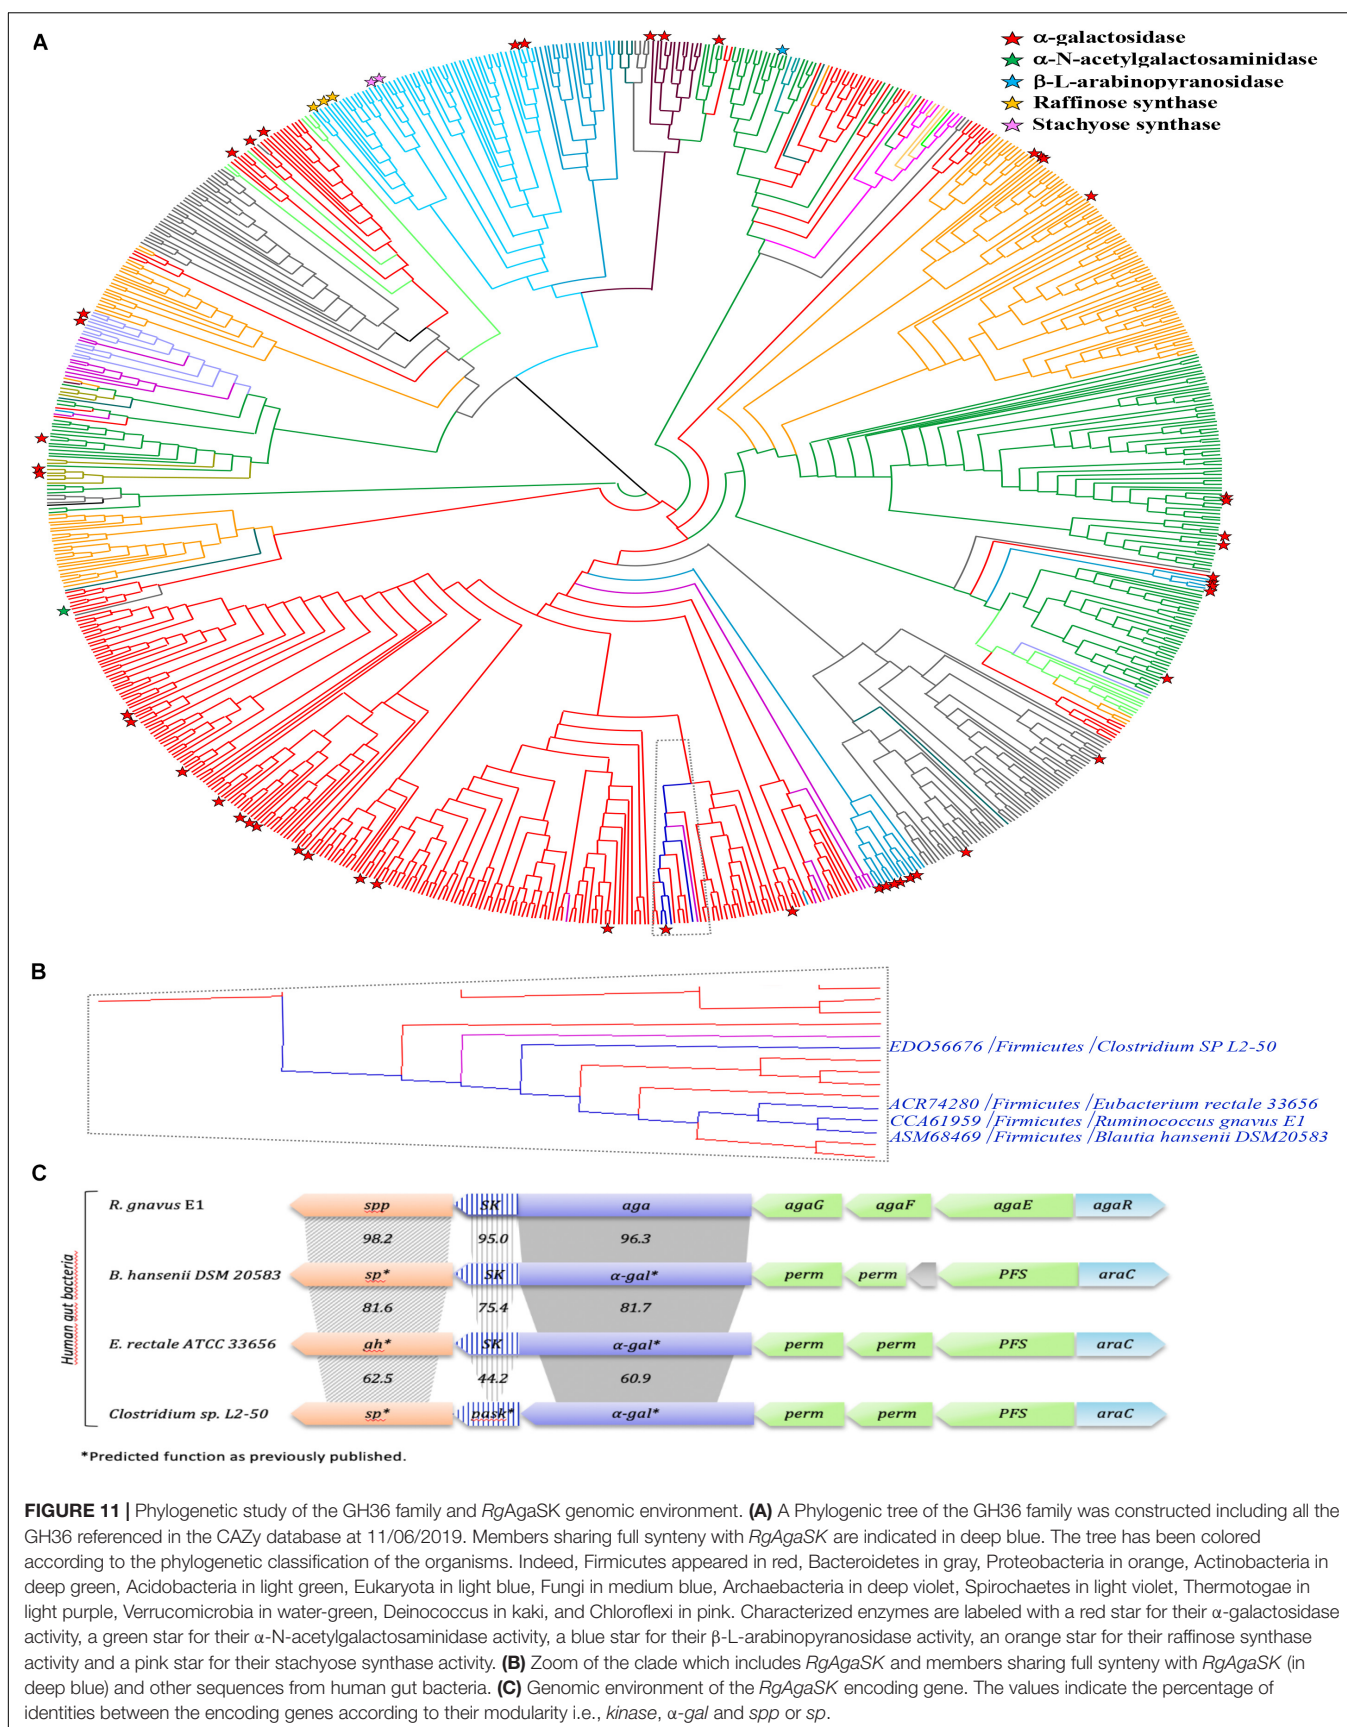 A
α-galactosidase
α-N-acetylgalactosaminidase
β-L-arabinopyranosidase
Raffinose synthase
Stachyose synthase
B
EDO56676 /Firmicutes /Clostridium SP L2-50
ACR74280 /Firmicutes /Eubacterium rectale 33656
CCA61959 /Firmicutes /Ruminococcus gnavus E1
ASM68469 /Firmicutes /Blautia hansenii DSM20583
C
Human gut bacteria
R. gnavus E1 spp SK aga agaG agaF agaE agaR
98.2 95.0 96.3
B. hansenii DSM 20583 sp* SK α-gal* perm perm PFS araC
81.6 75.4 81.7
E. rectale ATCC 33656 gh* SK α-gal* perm perm PFS araC
62.5 44.2 60.9
Clostridium sp. L2-50 sp* pask* α-gal* perm perm PFS araC
*Predicted function as previously published.
FIGURE 11 | Phylogenetic study of the GH36 family and RgAgaSK genomic environment. (A) A Phylogenic tree of the GH36 family was constructed including all the
GH36 referenced in the CAZy database at 11/06/2019. Members sharing full synteny with RgAgaSK are indicated in deep blue. The tree has been colored
according to the phylogenetic classification of the organisms. Indeed, Firmicutes appeared in red, Bacteroidetes in gray, Proteobacteria in orange, Actinobacteria in
deep green, Acidobacteria in light green, Eukaryota in light blue, Fungi in medium blue, Archaebacteria in deep violet, Spirochaetes in light violet, Thermotogae in
light purple, Verrucomicrobia in water-green, Deinococcus in kaki, and Chloroflexi in pink. Characterized enzymes are labeled with a red star for their α-galactosidase
activity, a green star for their α-N-acetylgalactosaminidase activity, a blue star for their β-L-arabinopyranosidase activity, an orange star for their raffinose synthase
activity and a pink star for their stachyose synthase activity. (B) Zoom of the clade which includes RgAgaSK and members sharing full synteny with RgAgaSK (in
deep blue) and other sequences from human gut bacteria. (C) Genomic environment of the RgAgaSK encoding gene. The values indicate the percentage of
identities between the encoding genes according to their modularity i.e., kinase, α-gal and spp or sp.